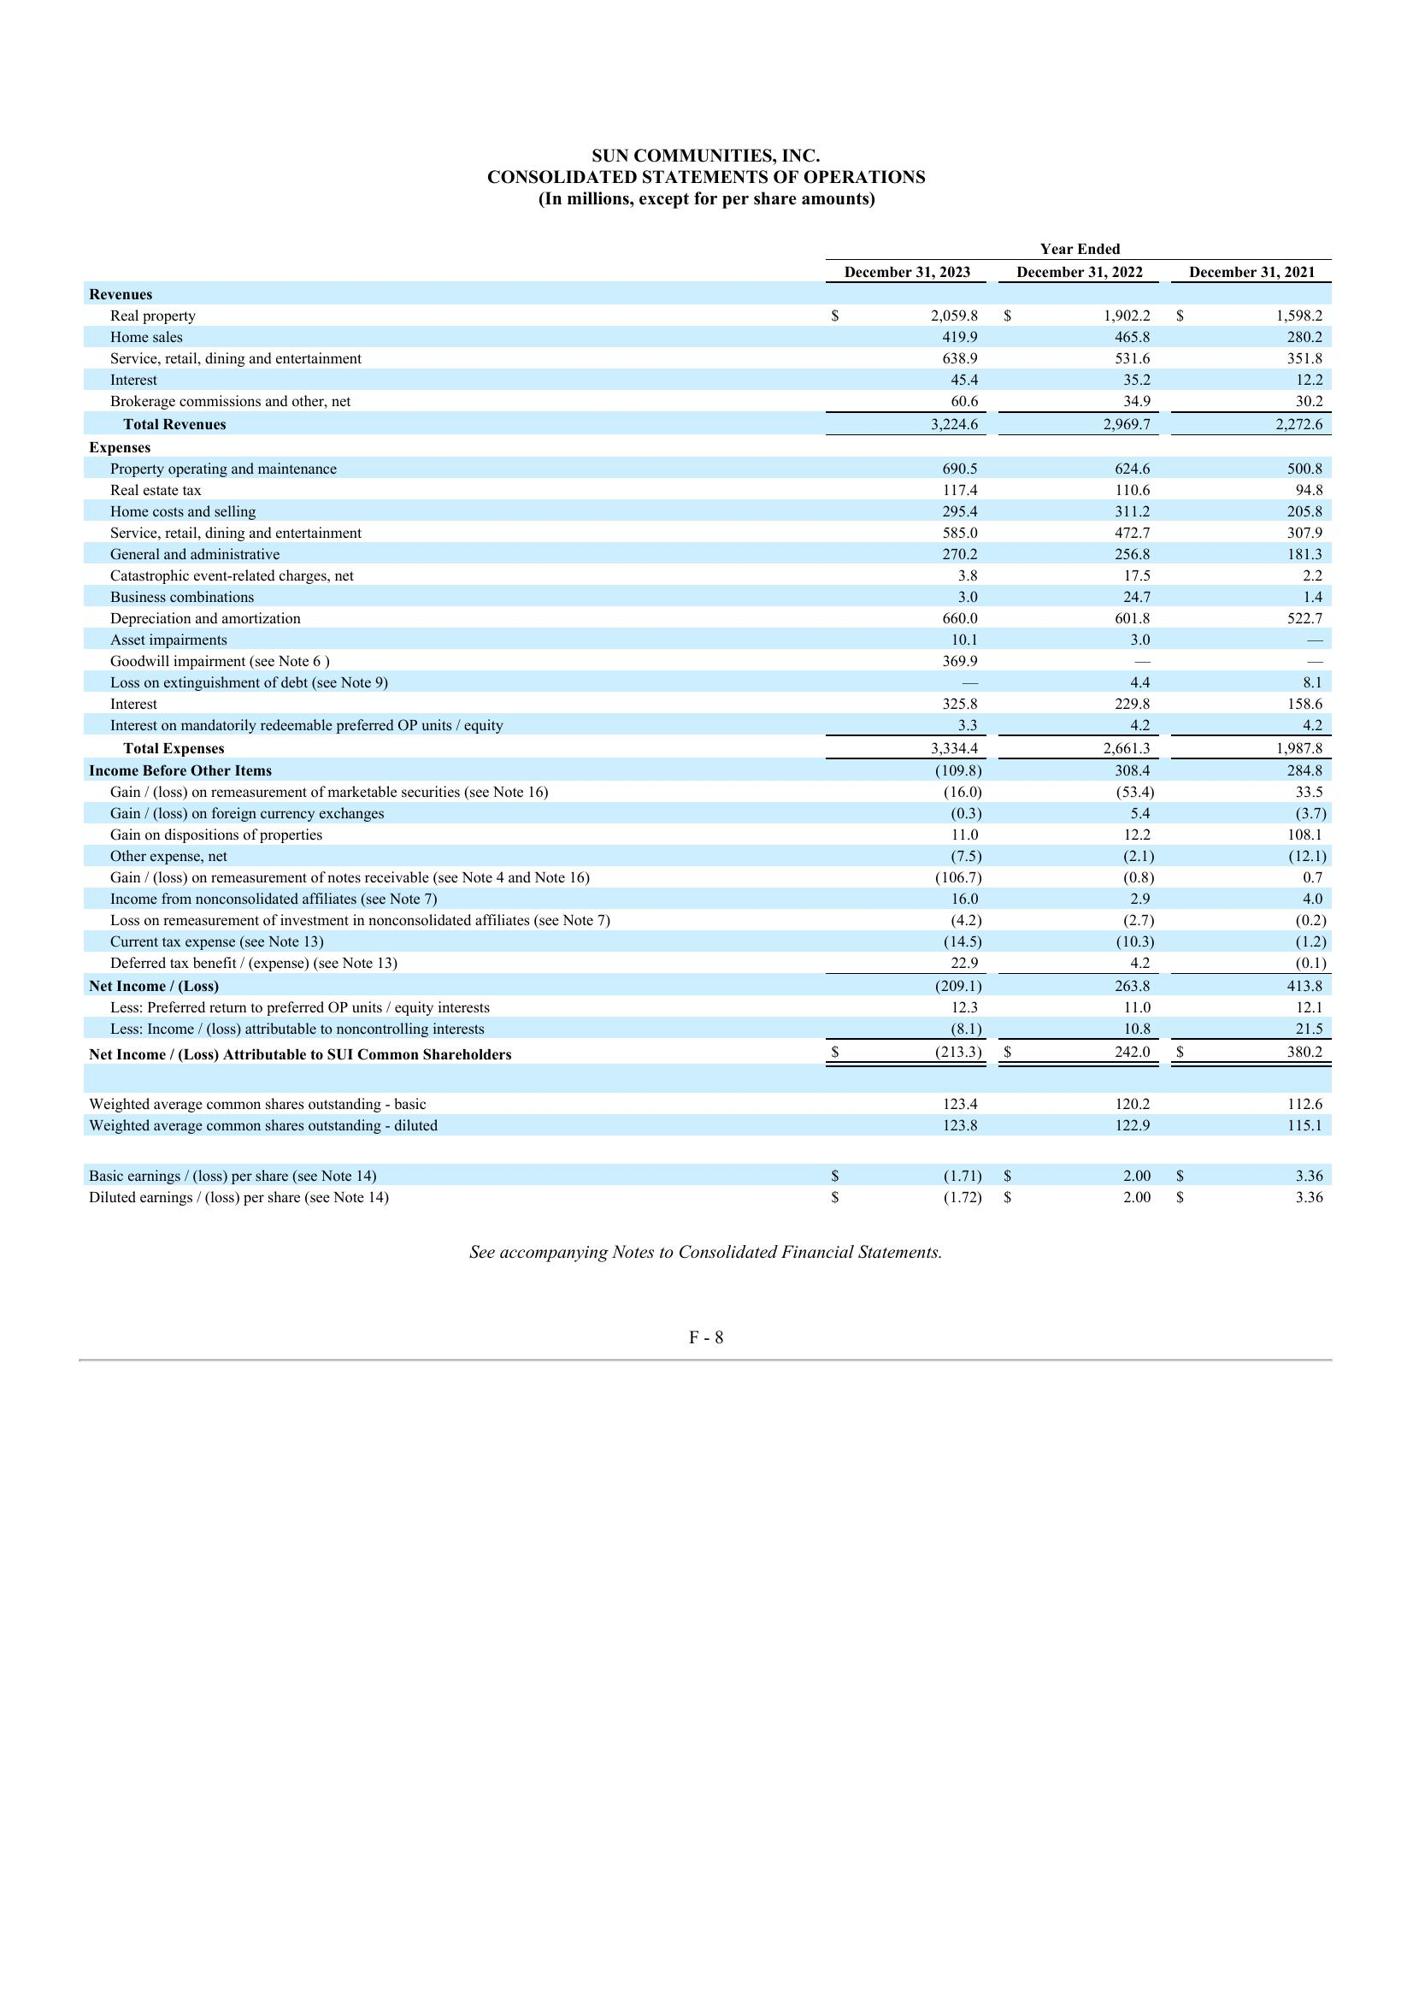 SUN COMMUNITIES, INC.
CONSOLIDATED STATEMENTS OF OPERATIONS
(In millions, except for per share amounts)
Year Ended
December 31, 2023 December 31, 2022 December 31, 2021
Revenues
Real property $ 2,059.8 $ 1,902.2 $ 1,598.2
Home sales 419.9 465.8 280.2
Service, retail, dining and entertainment 638.9 531.6 351.8
Interest 45.4 35.2 12.2
Brokerage commissions and other, net 60.6 34.9 30.2
Total Revenues 3,224.6 2,969.7 2,272.6
Expenses
Property operating and maintenance 690.5 624.6 500.8
Real estate tax 117.4 110.6 94.8
Home costs and selling 295.4 311.2 205.8
Service, retail, dining and entertainment 585.0 472.7 307.9
General and administrative 270.2 256.8 181.3
Catastrophic event-related charges, net 3.8 17.5 2.2
Business combinations 3.0 24.7 1.4
Depreciation and amortization 660.0 601.8 522.7
Asset impairments 10.1 3.0 —
Goodwill impairment (see Note 6 ) 369.9 — —
Loss on extinguishment of debt (see Note 9) — 4.4 8.1
Interest 325.8 229.8 158.6
Interest on mandatorily redeemable preferred OP units / equity 3.3 4.2 4.2
Total Expenses 3,334.4 2,661.3 1,987.8
Income Before Other Items (109.8) 308.4 284.8
Gain / (loss) on remeasurement of marketable securities (see Note 16) (16.0) (53.4) 33.5
Gain / (loss) on foreign currency exchanges (0.3) 5.4 (3.7)
Gain on dispositions of properties 11.0 12.2 108.1
Other expense, net (7.5) (2.1) (12.1)
Gain / (loss) on remeasurement of notes receivable (see Note 4 and Note 16) (106.7) (0.8) 0.7
Income from nonconsolidated affiliates (see Note 7) 16.0 2.9 4.0
Loss on remeasurement of investment in nonconsolidated affiliates (see Note 7) (4.2) (2.7) (0.2)
Current tax expense (see Note 13) (14.5) (10.3) (1.2)
Deferred tax benefit / (expense) (see Note 13) 22.9 4.2 (0.1)
Net Income / (Loss) (209.1) 263.8 413.8
Less: Preferred return to preferred OP units / equity interests 12.3 11.0 12.1
Less: Income / (loss) attributable to noncontrolling interests (8.1) 10.8 21.5
Net Income / (Loss) Attributable to SUI Common Shareholders $ (213.3) $ 242.0 $ 380.2
Weighted average common shares outstanding - basic 123.4 120.2 112.6
Weighted average common shares outstanding - diluted 123.8 122.9 115.1
Basic earnings / (loss) per share (see Note 14) $ (1.71) $ 2.00 $ 3.36
Diluted earnings / (loss) per share (see Note 14) $ (1.72) $ 2.00 $ 3.36
See accompanying Notes to Consolidated Financial Statements.
F - 8